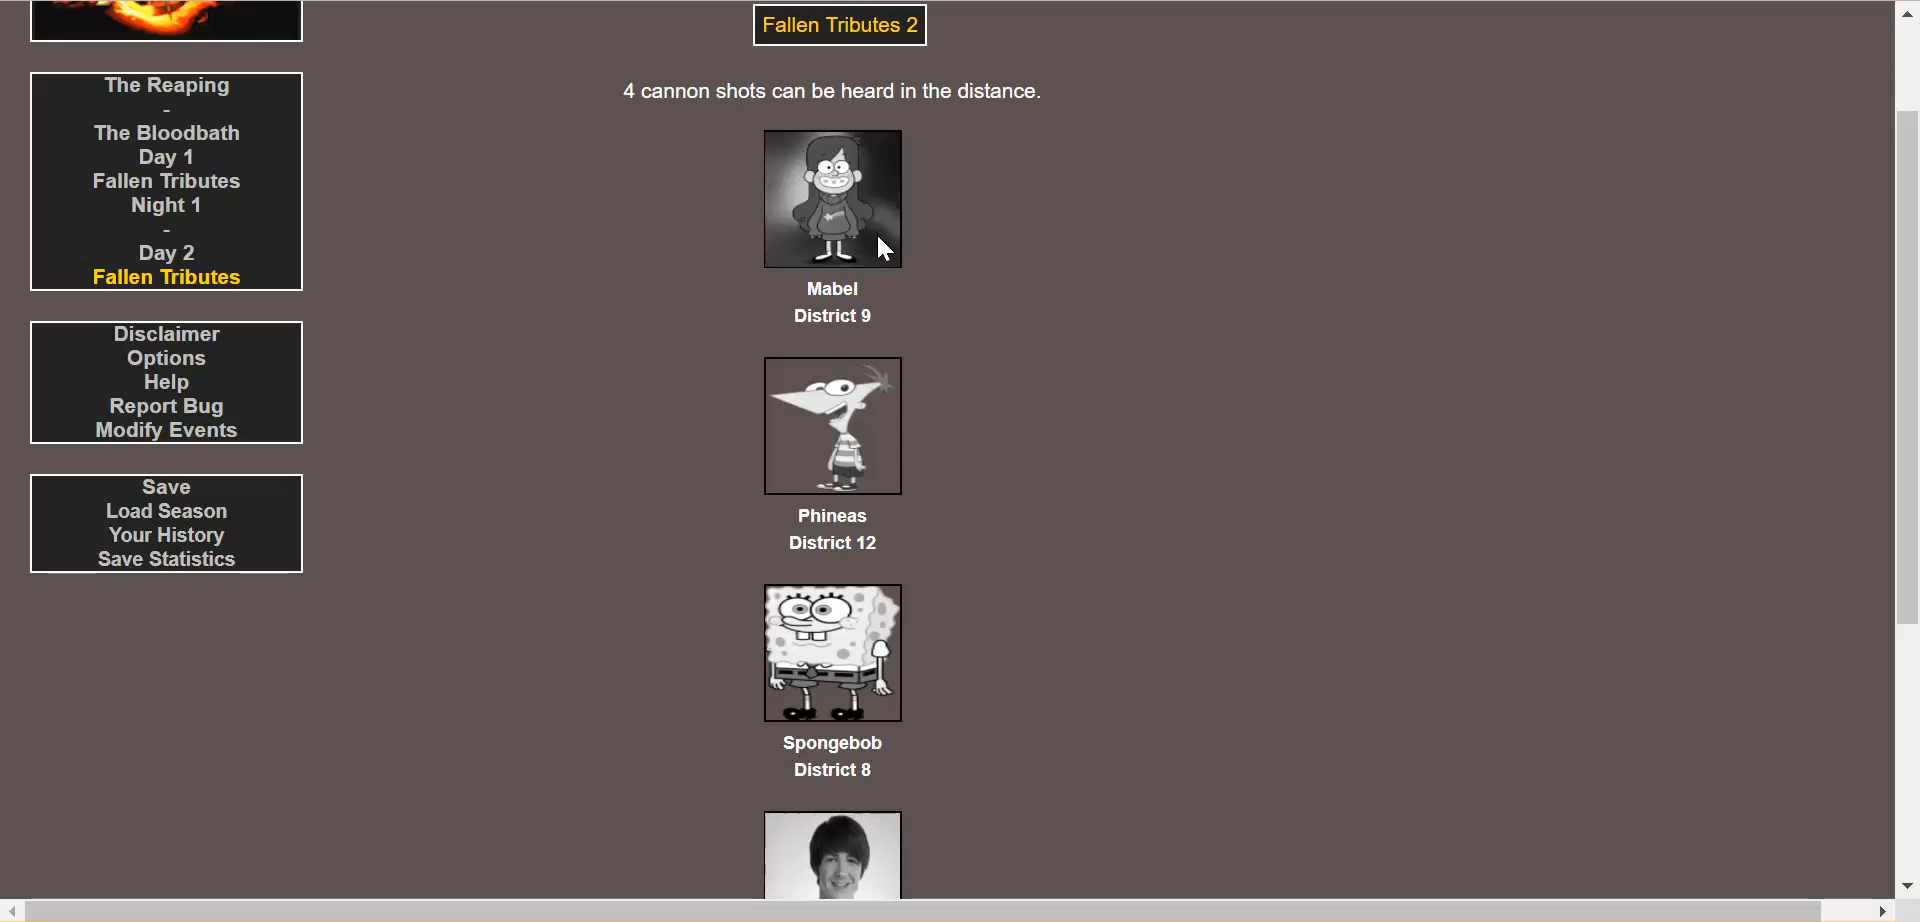 Fallen Tributes 2
The Reaping
-
The Bloodbath
Day 1
Fallen Tributes
Night 1
-
Day 2
Fallen Tributes
Disclaimer
Options
Help
Report Bug
Modify Events
Save
Load Season
Your History
Save Statistics
4 cannon shots can be heard in the distance.
Mabel
District 9
Phineas
District 12
Spongebob
District 8